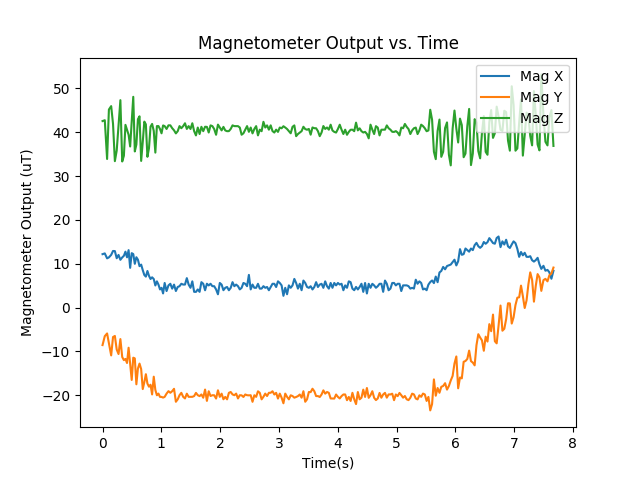 Magnetometer Output vs. Time
Mag X
Mag Y
Mag Z
Magnetometer Output (uT)
50
40
30
20
10
0
−10
−20
0 1 2 3 4 5 6 7 8
Time(s)